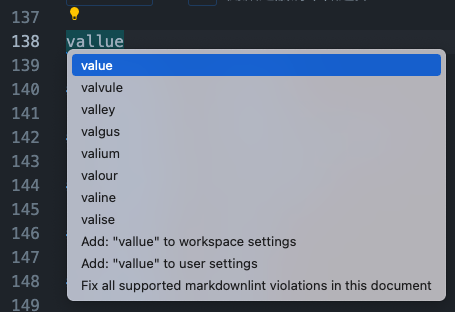 137
138 vallue
139 value
140 valvule
141 valley
142 valgus
143 valium
valour
144 valine
145 valise
146 Add: "vallue" to workspace settings
147 Add: "vallue" to user settings
148 Fix all supported markdownlint violations in this document
149